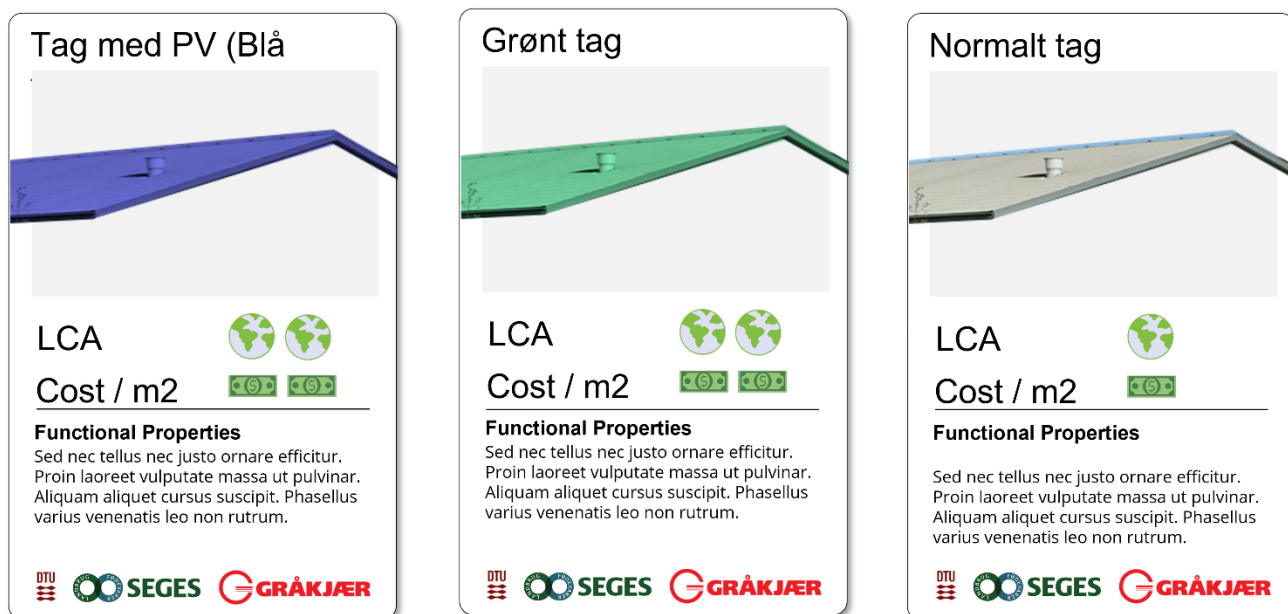 Tag med PV (Blå
LCA
Cost / m2
Functional Properties
Sed nec tellus nec justo ornare efficitur.
Proin laoreet vulputate massa ut pulvinar.
Aliquam aliquet cursus suscipit. Phasellus
varius venenatis leo non rutrum.
DTU
SEGES
GRÅKJÆR
Grønt tag
LCA
Cost / m2
Functional Properties
Sed nec tellus nec justo ornare efficitur.
Proin laoreet vulputate massa ut pulvinar.
Aliquam aliquet cursus suscipit. Phasellus
varius venenatis leo non rutrum.
DTU
SEGES
GRÅKJÆR
Normalt tag
LCA
Cost / m2
Functional Properties
Sed nec tellus nec justo ornare efficitur.
Proin laoreet vulputate massa ut pulvinar.
Aliquam aliquet cursus suscipit. Phasellus
varius venenatis leo non rutrum.
DTU
SEGES
GRÅKJÆR